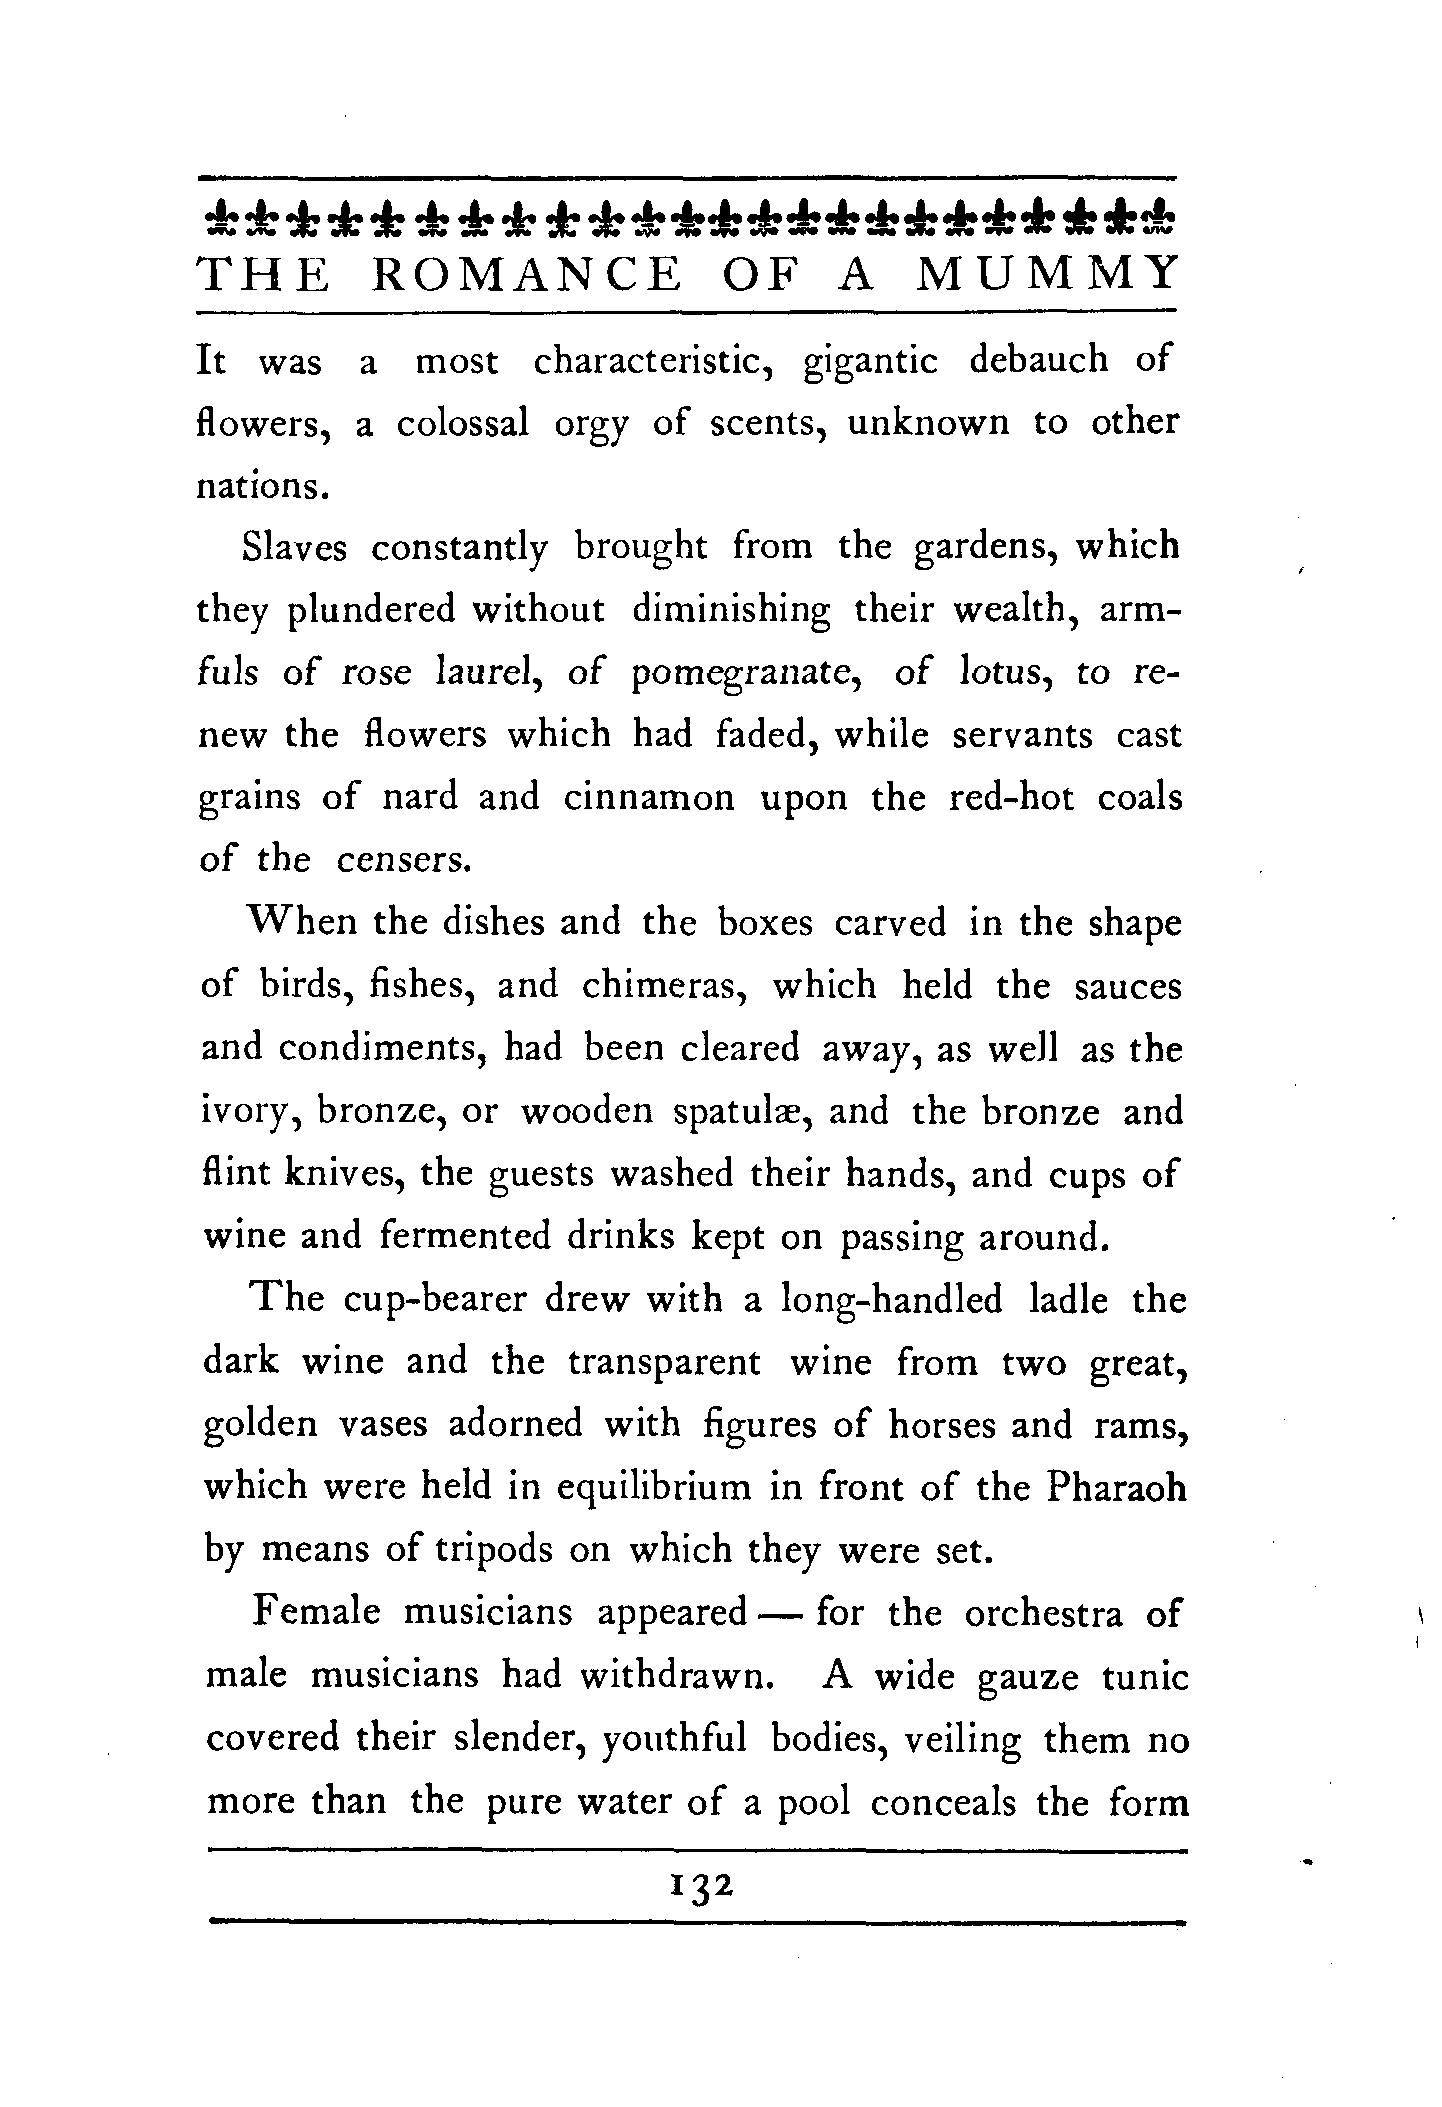 THE ROMANCE OF A MUMMY
It was a most characteristic, gigantic debauch of
flowers, a colossal orgy of scents, unknown to other
nations.
Slaves constantly brought from the gardens, which
they plundered without diminishing their wealth, arm-
fuls of rose laurel, of pomegranate, of lotus, to re-
new the flowers which had faded, while servants cast
grains of nard and cinnamon upon the red-hot coals
of the censers.
When the dishes and the boxes carved in the shape
of birds, fishes, and chimeras, which held the sauces
and condiments, had been cleared away, as well as the
ivory, bronze, or wooden spatulæ, and the bronze and
flint knives, the guests washed their hands, and cups of
wine and fermented drinks kept on passing around.
The cup-bearer drew with a long-handled ladle the
dark wine and the transparent wine from two great,
golden vases adorned with figures of horses and rams,
which were held in equilibrium in front of the Pharaoh
by means of tripods on which they were set.
Female musicians appeared — for the orchestra of
male musicians had withdrawn. A wide gauze tunic
covered their slender, youthful bodies, veiling them no
more than the pure water of a pool conceals the form
132